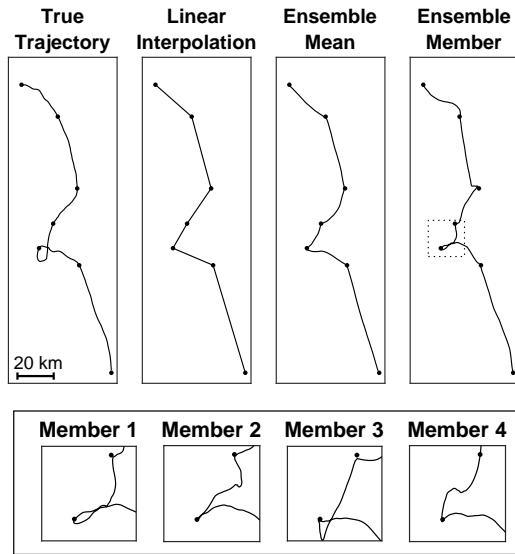 True Trajectory
Linear Interpolation
Ensemble Mean
Ensemble Member
20 km
Member 1
Member 2
Member 3
Member 4